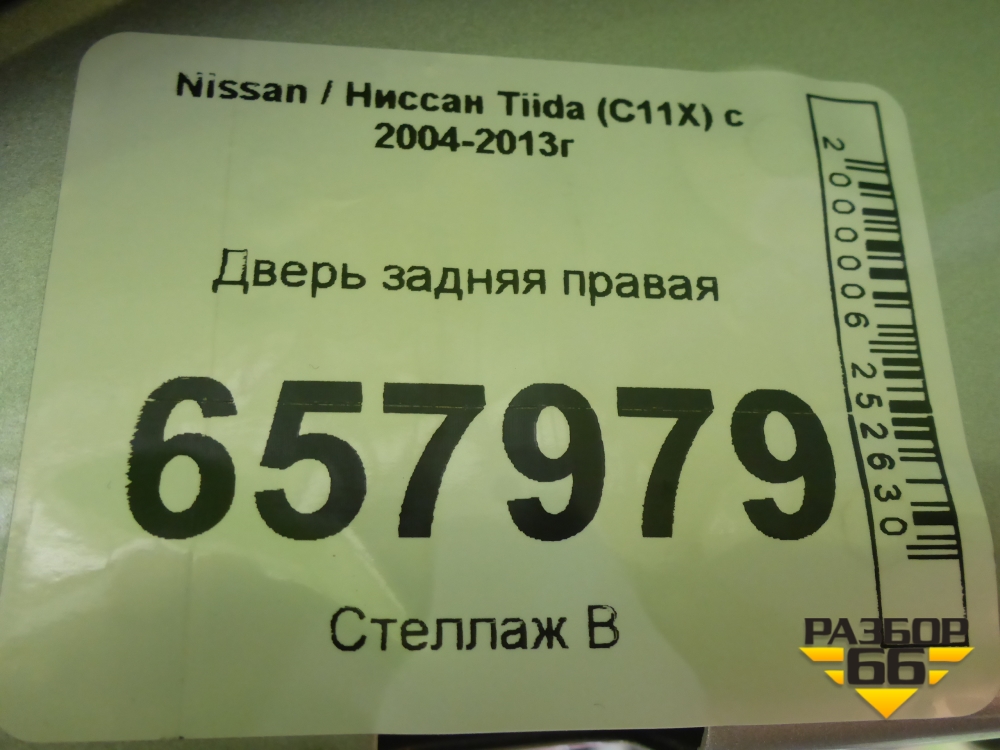 Nissan / Ниссан Tiida (C11X) с
2004-2013г
Дверь задняя правая
657979
Стеллаж В
2000006252630
РАЗБОР
66